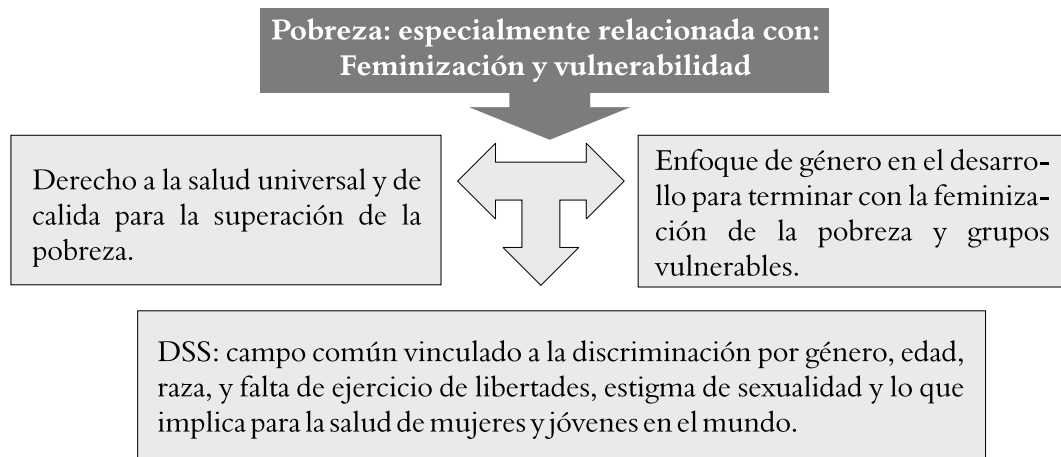 Pobreza: especialmente relacionada con:
Feminización y vulnerabilidad
Derecho a la salud universal y de
calida para la superación de la
pobreza.
Enfoque de género en el desarro-
llo para terminar con la feminiza-
ción de la pobreza y grupos
vulnerables.
DSS: campo común vinculado a la discriminación por género, edad,
raza, y falta de ejercicio de libertades, estigma de sexualidad y lo que
implica para la salud de mujeres y jóvenes en el mundo.